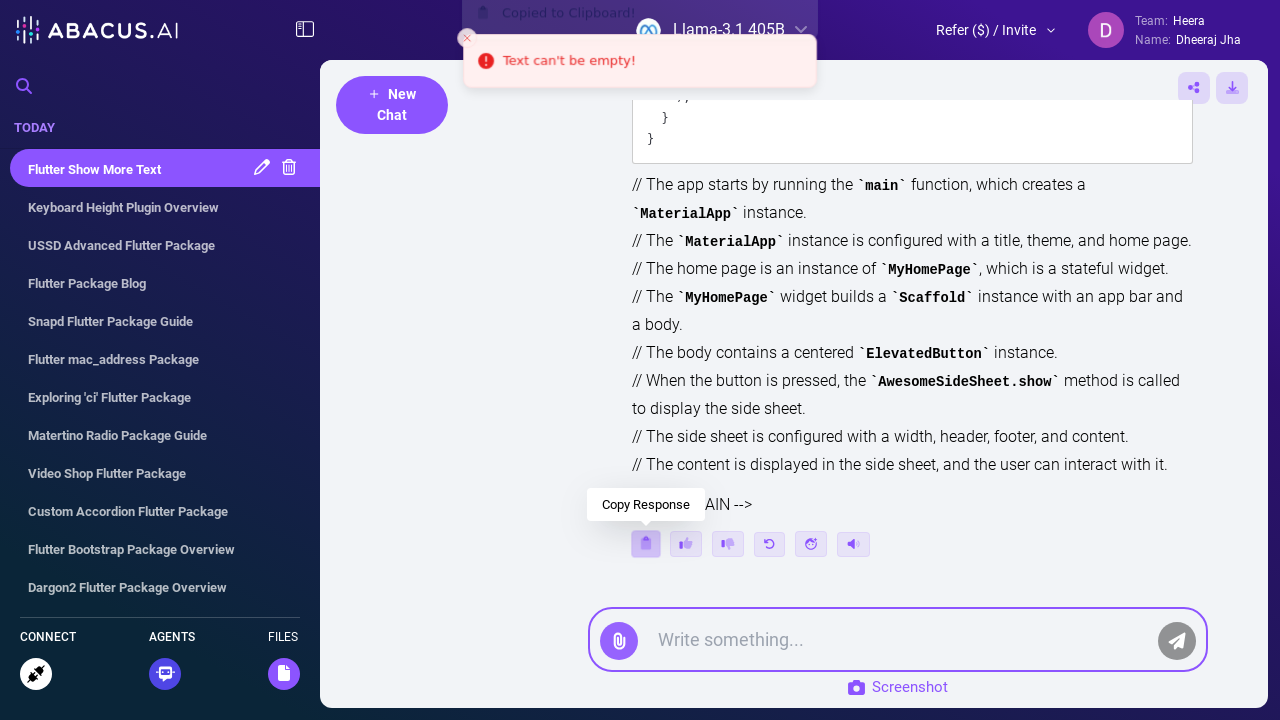 ABACUS.AI
Copied to Clipboard!
Llama-3.1 405B
Text can't be empty!
Refer ($) / Invite
D
Team: Heera
Name: Dheeraj Jha
TODAY
Flutter Show More Text
Keyboard Height Plugin Overview
USSD Advanced Flutter Package
Flutter Package Blog
Snapd Flutter Package Guide
Flutter mac_address Package
Exploring 'ci' Flutter Package
Matertino Radio Package Guide
Video Shop Flutter Package
Custom Accordion Flutter Package
Flutter Bootstrap Package Overview
Dargon2 Flutter Package Overview
CONNECT
AGENTS
FILES
+ New
Chat
}
}
// The app starts by running the `main` function, which creates a
`MaterialApp` instance.
// The `MaterialApp` instance is configured with a title, theme, and home page.
// The home page is an instance of `MyHomePage`, which is a stateful widget.
// The `MyHomePage` widget builds a `Scaffold` instance with an app bar and
a body.
// The body contains a centered `ElevatedButton` instance.
// When the button is pressed, the `AwesomeSideSheet.show` method is called
to display the side sheet.
// The side sheet is configured with a width, header, footer, and content.
// The content is displayed in the side sheet, and the user can interact with it.
Copy Response
AIN -->
Write something...
Screenshot